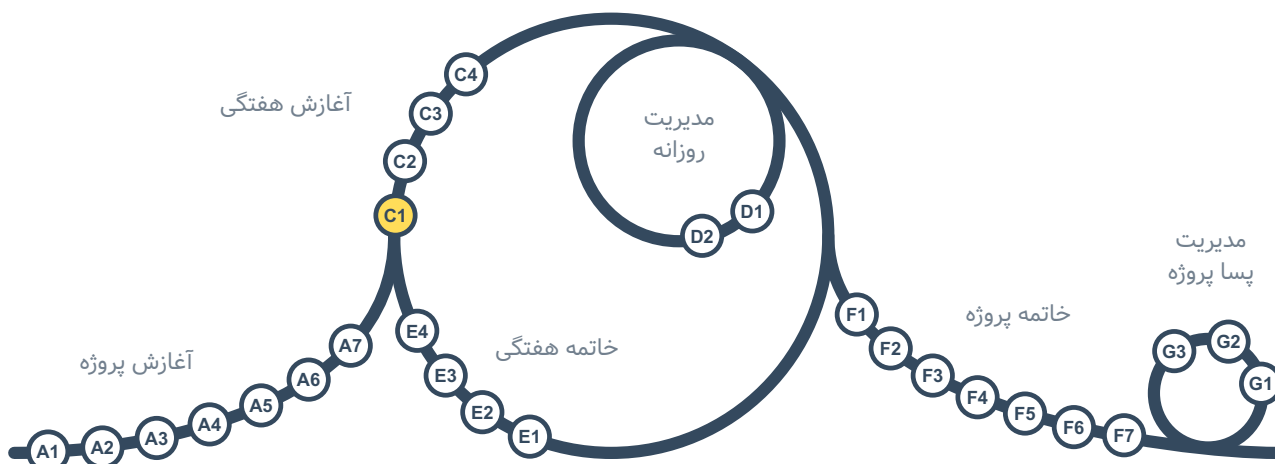 آغازش پروژه
A1
A2
A3
A4
A5
A6
A7
آغازش هفتگی
C1
C2
C3
C4
مدیریت
روزانه
D1
D2
خاتمه هفتگی
E1
E2
E3
E4
خاتمه پروژه
F1
F2
F3
F4
F5
F6
F7
مدیریت
پسا پروژه
G1
G2
G3